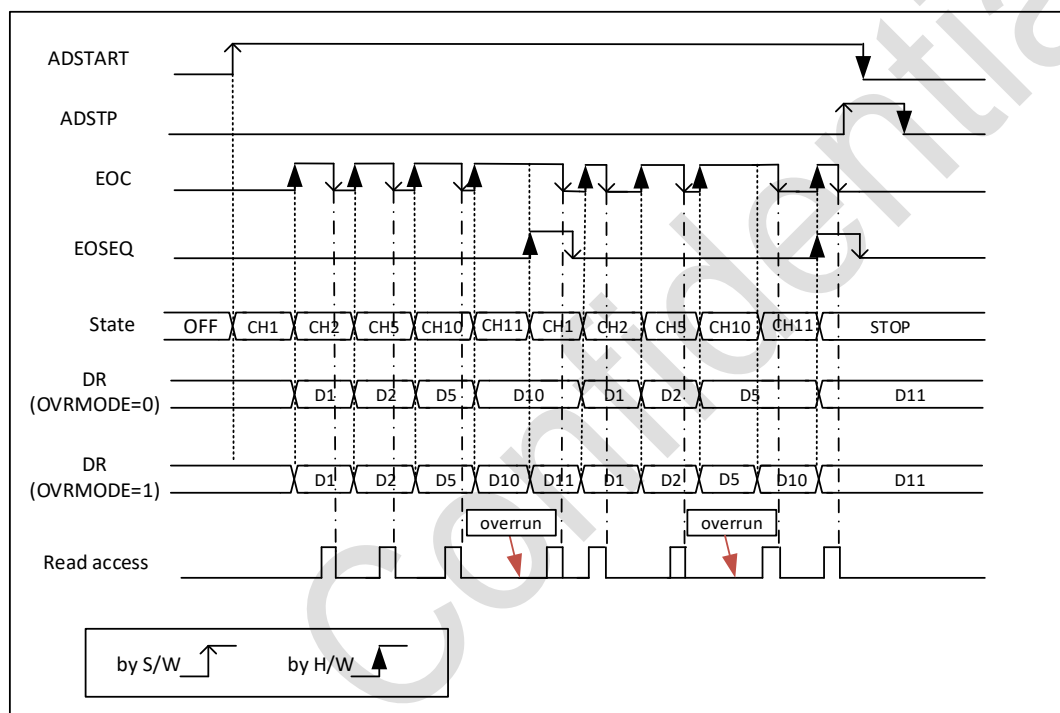 Confidential
ADSTART
ADSTP
EOC
EOSEQ
State OFF CH1 CH2 CH5 CH10 CH11 CH1 CH2 CH5 CH10 CH11 STOP
DR
(OVRMODE=0) D1 D2 D5 D10 D1 D2 D5 D11
DR
(OVRMODE=1) D1 D2 D5 D10 D11 D1 D2 D5 D10 D11
overrun overrun
Read access
by S/W by H/W